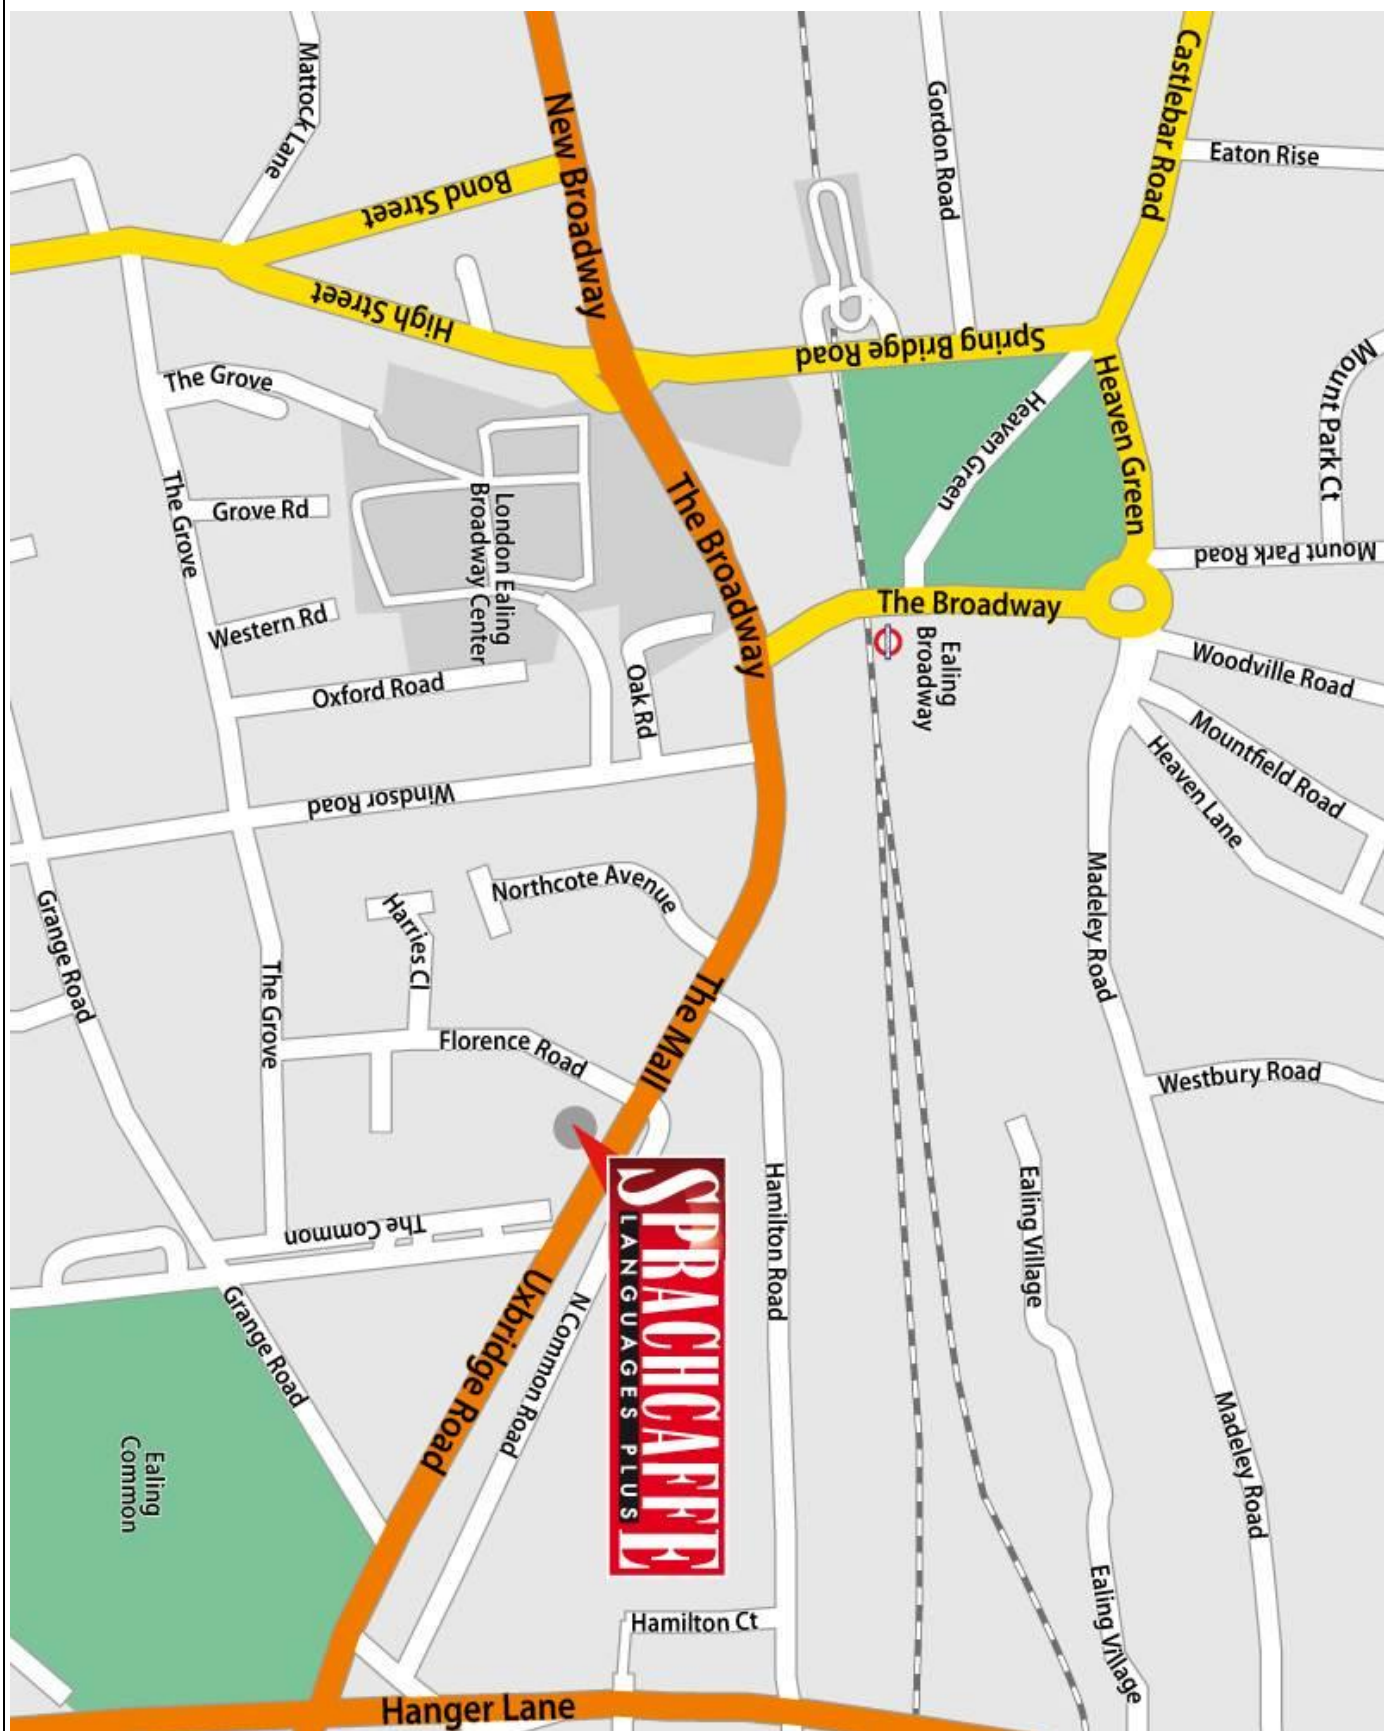 Mattock Lane
New Broadway
Gordon Road
Castlebar Road
Eaton Rise
Bond Street
High Street
Spring Bridge Road
Heaven Green
Mount Park Ct
The Grove
Heaven Green
The Grove
Grove Rd
London Ealing
Broadway Center
The Broadway
Mount Park Road
The Broadway
Western Rd
Ealing
Broadway
Woodville Road
Oxford Road
Oak Rd
Mountfield Road
Heaven Lane
Windsor Road
Northcote Avenue
Harries Cl
Madeley Road
Grange Road
The Grove
The Mall
Florence Road
Westbury Road
SPRACHCAFFE
LANGUAGES PLUS
Hamilton Road
Ealing Village
The Common
Grange Road
Uxbridge Road
N Common Road
Madeley Road
Ealing
Common
Ealing Village
Hamilton Ct
Hanger Lane